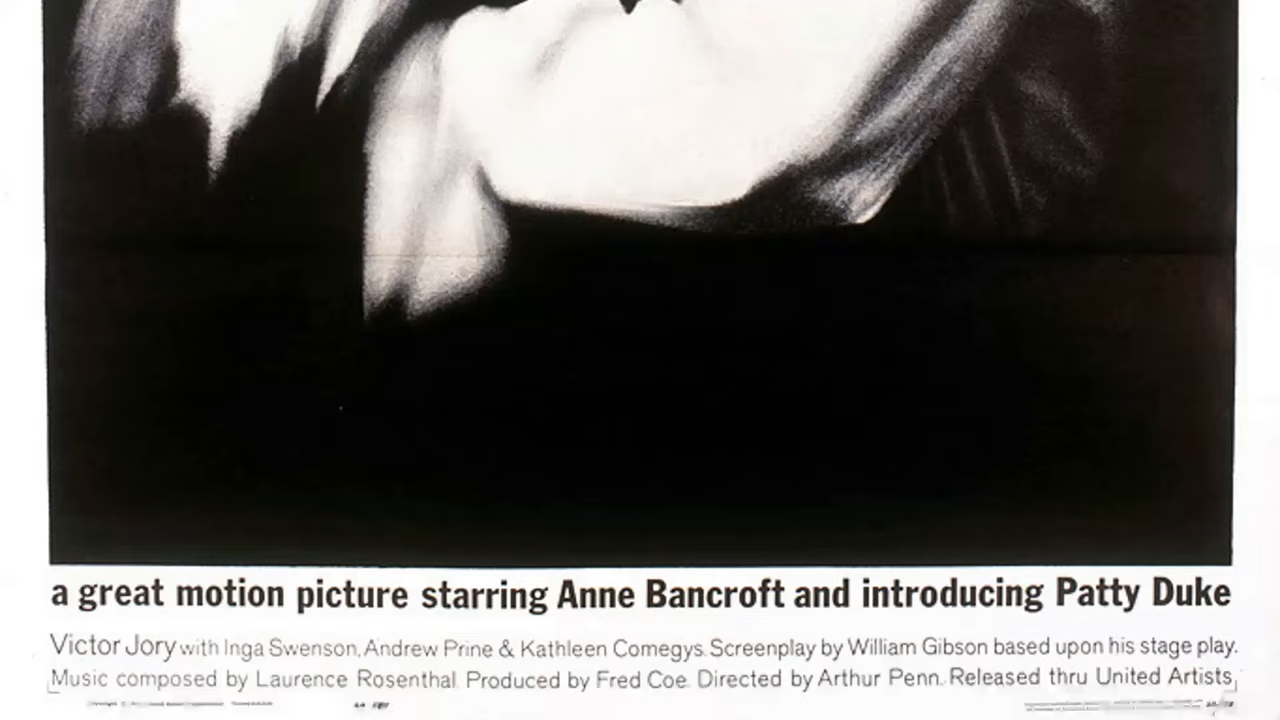 a great motion picture starring Anne Bancroft and introducing Patty Duke
Victor Jory with Inga Swenson, Andrew Prine & Kathleen Comegys. Screenplay by William Gibson based upon his stage play.
Music composed by Laurence Rosenthal. Produced by Fred Coe. Directed by Arthur Penn. Released thru United Artists